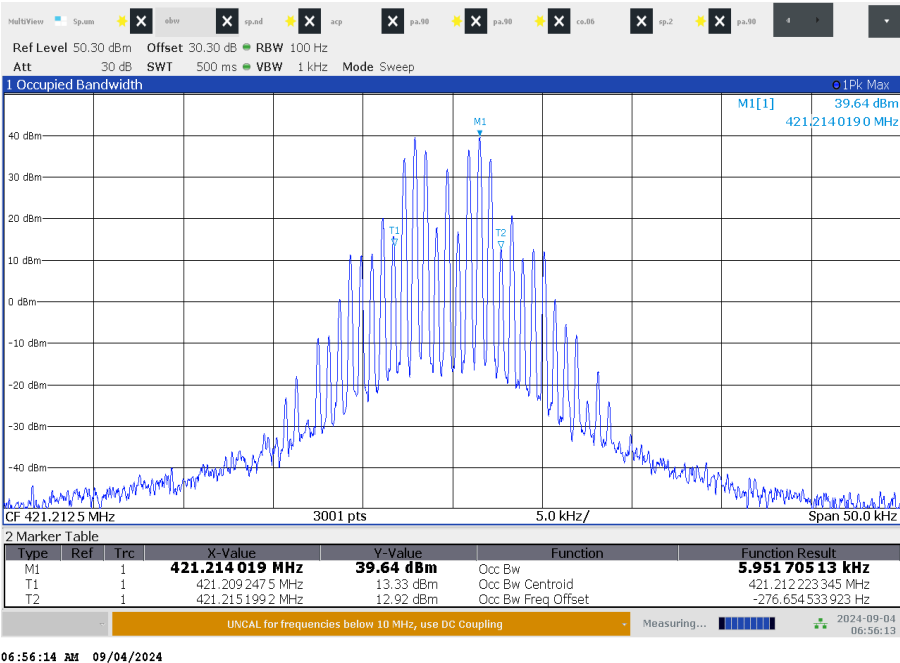 MultiView Sp.um obw sp.nd acp pa.90 pa.90 co.06 sp.2 pa.90
Ref Level 50.30 dBm Offset 30.30 dB RBW 100 Hz
Att 30 dB SWT 500 ms VBW 1 kHz Mode Sweep
1 Occupied Bandwidth 1Pk Max
M1[1] 39.64 dBm
421.214 019 0 MHz
M1
40 dBm
30 dBm
20 dBm
T1 T2
10 dBm
0 dBm
-10 dBm
-20 dBm
-30 dBm
-40 dBm
CF 421.212 5 MHz 3001 pts 5.0 kHz/ Span 50.0 kHz
2 Marker Table
Type Ref Trc X-Value Y-Value Function Function Result
M1 1 421.214 019 MHz 39.64 dBm Occ Bw 5.951 705 13 kHz
T1 1 421.209 247 5 MHz 13.33 dBm Occ Bw Centroid 421.212 223 345 MHz
T2 1 421.215 199 2 MHz 12.92 dBm Occ Bw Freq Offset -276.654 533 923 Hz
UNCAL for frequencies below 10 MHz, use DC Coupling Measuring... 2024-09-04
06:56:13
06:56:14 AM 09/04/2024